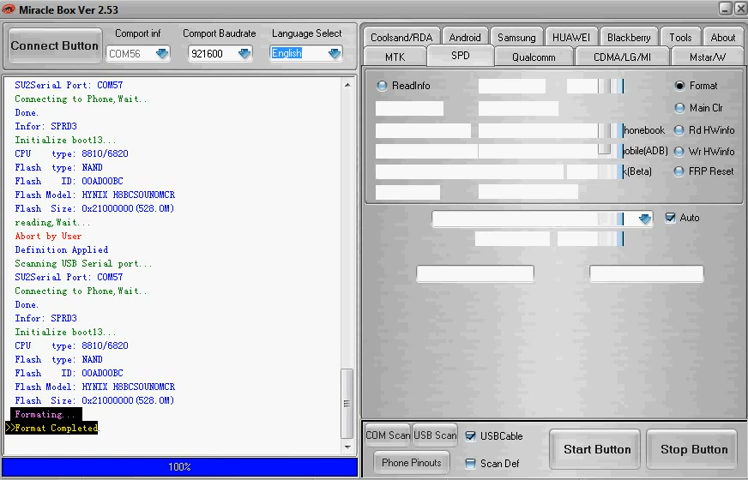 Miracle Box Ver 2.53
Connect Button
Comport inf
COM56
Comport Baudrate
921600
Language Select
English
SU2Serial Port: COM57
Connecting to Phone,Wait..
Done.
Infor: SPRD3
Initialize boot13...
CPU type: 8810/6820
Flash type: NAND
Flash ID: 00AD00BC
Flash Model: HYNIX H8BCS0UN0MCR
Flash Size: 0x21000000(528.0M)
reading,Wait...
Abort by User
Definition Applied
Scanning USB Serial port...
SU2Serial Port: COM57
Connecting to Phone,Wait..
Done.
Infor: SPRD3
Initialize boot13...
CPU type: 8810/6820
Flash type: NAND
Flash ID: 00AD00BC
Flash Model: HYNIX H8BCS0UN0MCR
Flash Size: 0x21000000(528.0M)
Formating...
>>Format Completed.
100%
Coolsand/RDA Android Samsung HUAWEI Blackberry Tools About
MTK SPD Qualcomm CDMA/LG/MI Mstar/W
ReadInfo
Format
Main Clr
honebook
Rd HWinfo
obile(ADB)
Wr HWInfo
k(Beta)
FRP Reset
Auto
COM Scan USB Scan USBCable
Phone Pinouts Scan Def
Start Button Stop Button